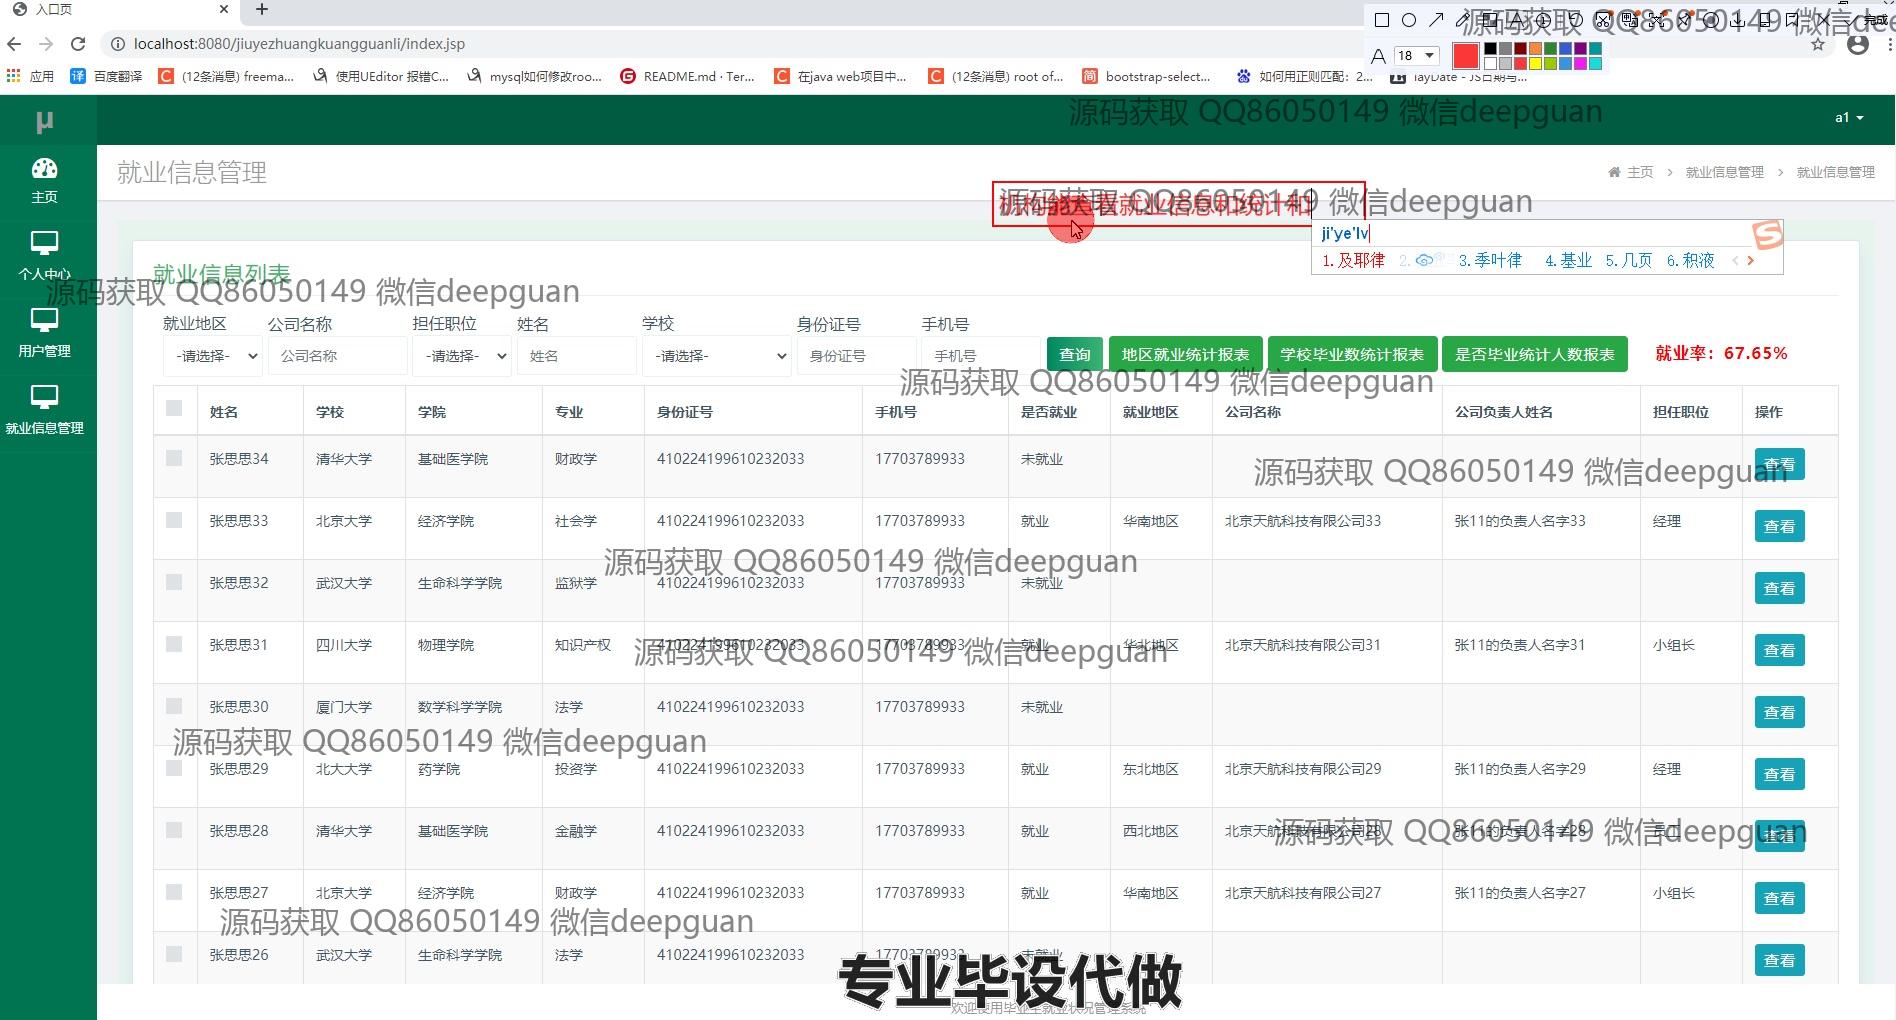 入口页
localhost:8080/jiuyezhuangkuangguanli/index.jsp
完成
18
应用 百度翻译 (12条消息) freema... 使用UEditor 报错C... mysql如何修改roo... README.md · Ter... 在java web项目中... (12条消息) root of... bootstrap-select... 如何用正则匹配：2... layDate - JS日期与...
源码获取 QQ86050149 微信deepguan
μ
a1
主页
个人中心
用户管理
就业信息管理
就业信息管理
主页 > 就业信息管理 > 就业信息管理
源码获取 QQ86050149 微信deepguan
机构能查看就业信息和统计和
ji'ye'lv
1.及耶律 2. 3.季叶律 4.基业 5.几页 6.积液
就业信息列表
源码获取 QQ86050149 微信deepguan
就业地区 公司名称 担任职位 姓名 学校 身份证号 手机号
-请选择- 公司名称 -请选择- 姓名 -请选择- 身份证号 手机号 查询 地区就业统计报表 学校毕业数统计报表 是否毕业统计人数报表 就业率：67.65%
源码获取 QQ86050149 微信deepguan
姓名 学校 学院 专业 身份证号 手机号 是否就业 就业地区 公司名称 公司负责人姓名 担任职位 操作
张思思34 清华大学 基础医学院 财政学 410224199610232033 17703789933 未就业 查看
源码获取 QQ86050149 微信deepguan
张思思33 北京大学 经济学院 社会学 410224199610232033 17703789933 就业 华南地区 北京天航科技有限公司33 张11的负责人名字33 经理 查看
源码获取 QQ86050149 微信deepguan
张思思32 武汉大学 生命科学学院 监狱学 410224199610232033 17703789933 未就业 查看
张思思31 四川大学 物理学院 知识产权 410224199610232033 17703789933 就业 华北地区 北京天航科技有限公司31 张11的负责人名字31 小组长 查看
源码获取 QQ86050149 微信deepguan
张思思30 厦门大学 数学科学学院 法学 410224199610232033 17703789933 未就业 查看
源码获取 QQ86050149 微信deepguan
张思思29 北大大学 药学院 投资学 410224199610232033 17703789933 就业 东北地区 北京天航科技有限公司29 张11的负责人名字29 经理 查看
张思思28 清华大学 基础医学院 金融学 410224199610232033 17703789933 就业 西北地区 北京天航科技有限公司28 张11的负责人名字28 员工 查看
源码获取 QQ86050149 微信deepguan
张思思27 北京大学 经济学院 财政学 410224199610232033 17703789933 就业 华南地区 北京天航科技有限公司27 张11的负责人名字27 小组长 查看
源码获取 QQ86050149 微信deepguan
张思思26 武汉大学 生命科学学院 法学 410224199610232033 17703789933 未就业 查看
专业毕设代做
欢迎使用毕业生就业状况管理系统